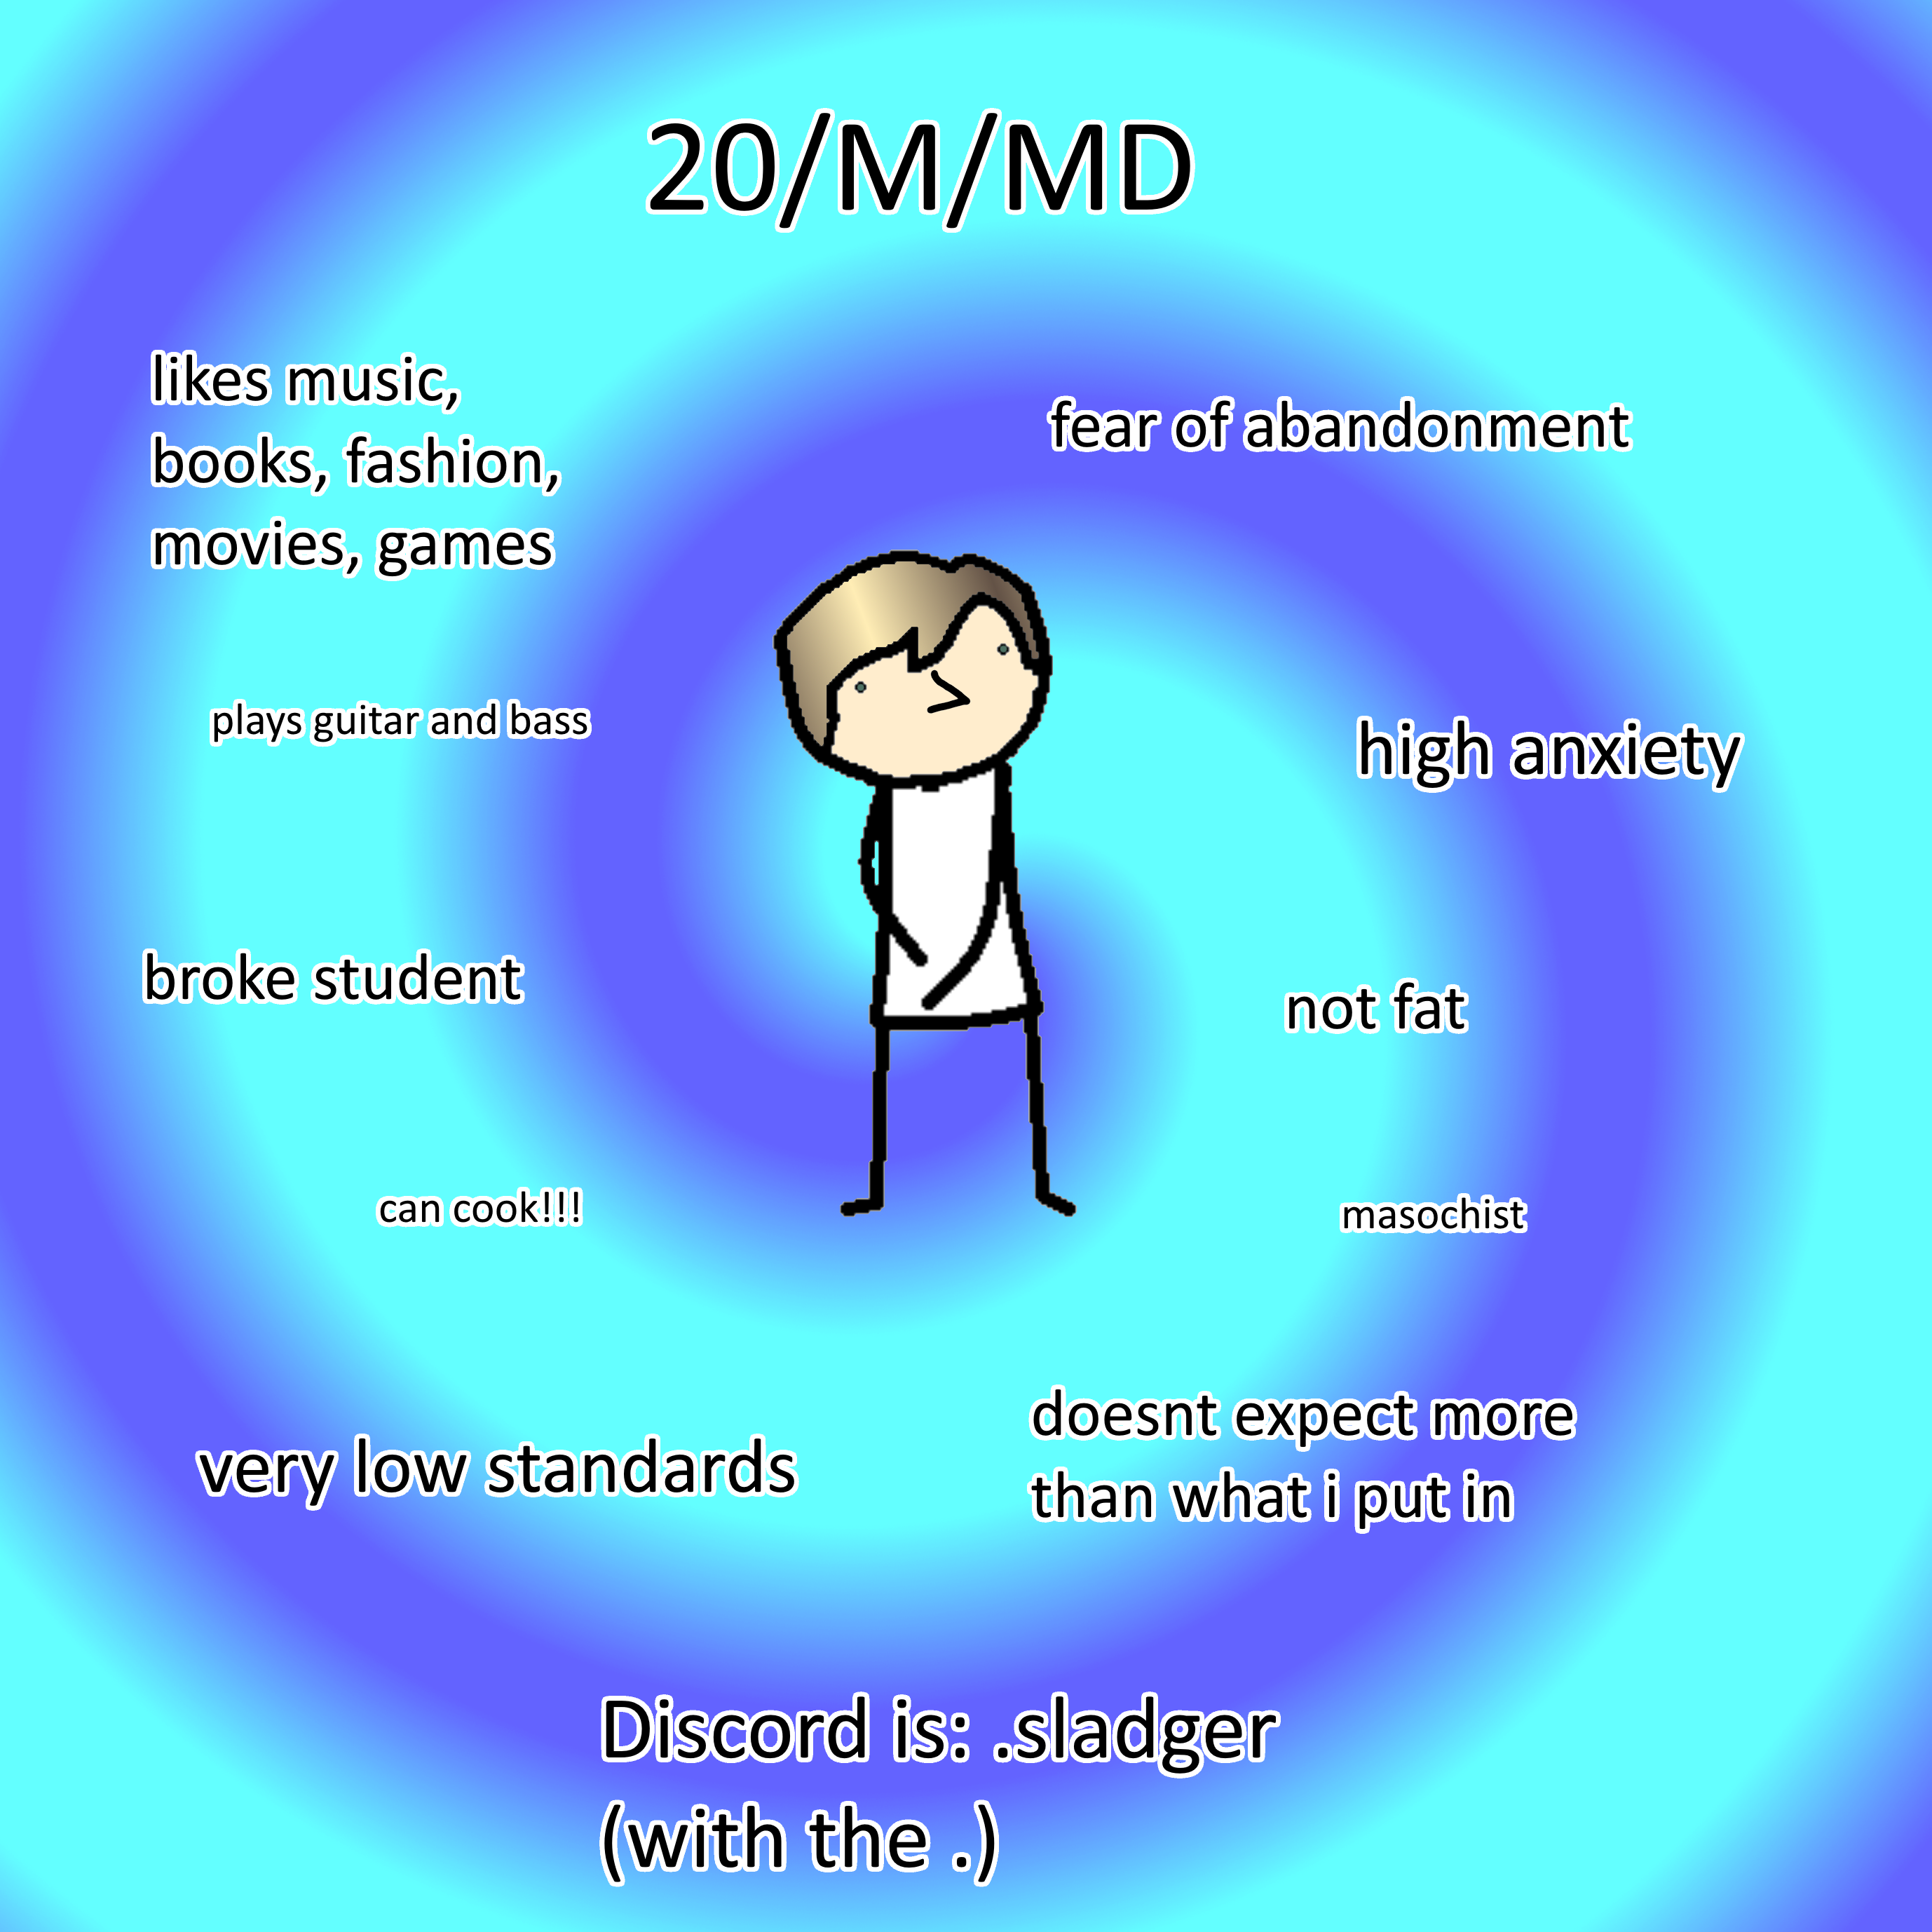 20/M/MD
likes music,
books, fashion,
movies, games
fear of abandonment
plays guitar and bass
high anxiety
broke student
not fat
can cook!!!
masochist
very low standards
doesnt expect more
than what i put in
Discord is: .sladger
(with the .)